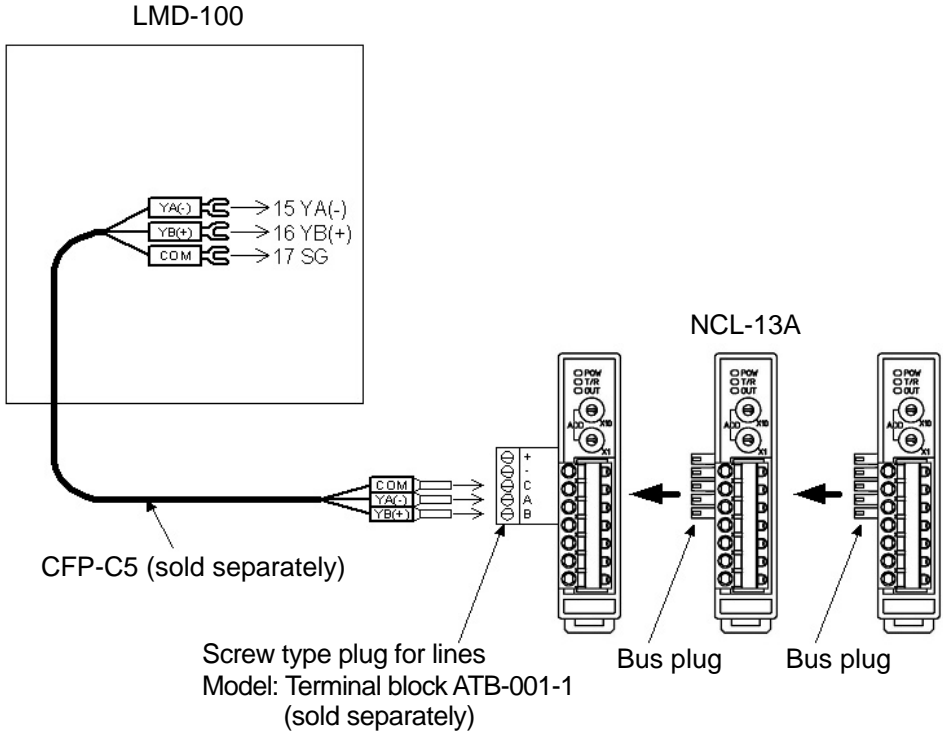 LMD-100
YA(-) 15 YA(-)
YB(+) 16 YB(+)
COM 17 SG
NCL-13A
POW
T/R
OUT
ADD
X10
X1
POW
T/R
OUT
ADD
X10
X1
POW
T/R
OUT
ADD
X10
X1
+
-
C
A
B
COM
YA(-)
YB(+)
CFP-C5 (sold separately)
Screw type plug for lines
Model: Terminal block ATB-001-1
(sold separately)
Bus plug
Bus plug